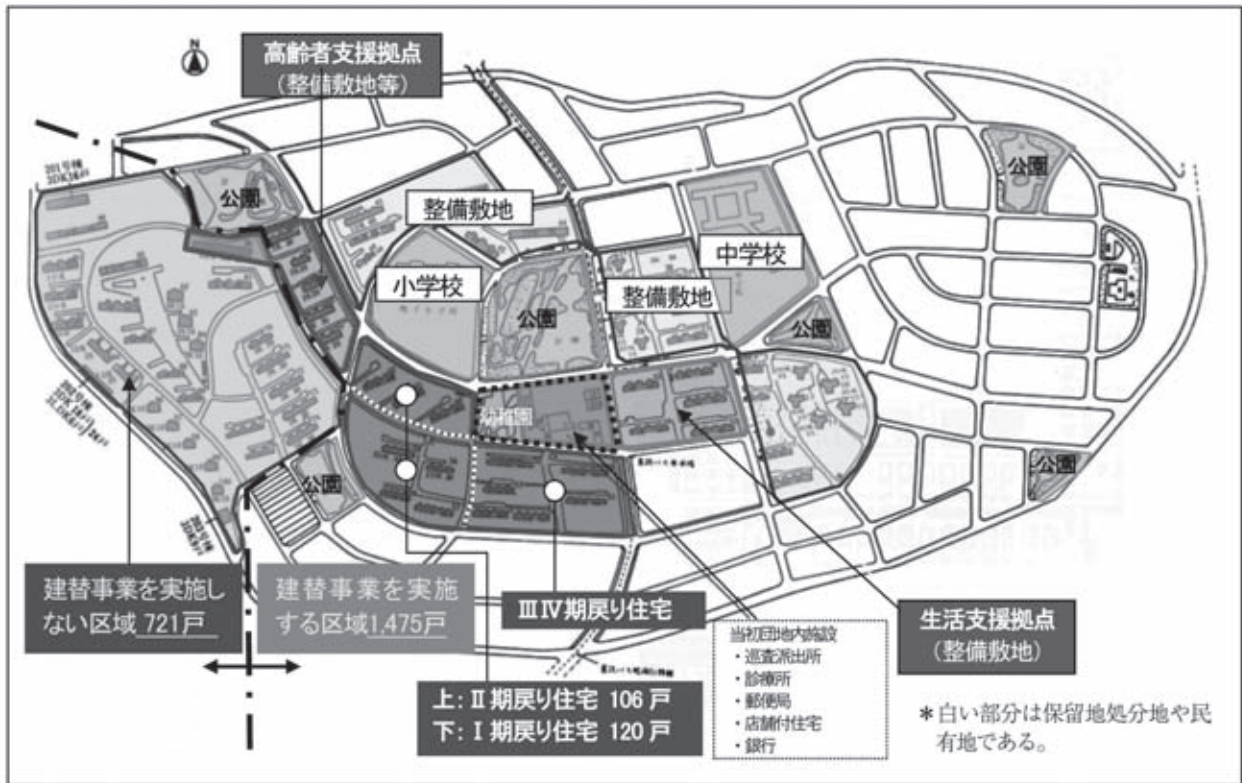 N
高齢者支援拠点
(整備敷地等)
公園
公園
整備敷地
中学校
小学校
整備敷地
公園
公園
幼稚園
公園
公園
建替事業を実施し
ない区域 721戸
建替事業を実施
する区域1,475戸
ⅢⅣ期戻り住宅
上：Ⅱ期戻り住宅 106 戸
下：Ⅰ期戻り住宅 120 戸
当初団地内施設
・巡査派出所
・診療所
・郵便局
・店舗付住宅
・銀行
生活支援拠点
(整備敷地)
＊白い部分は保留地処分地や民
有地である。